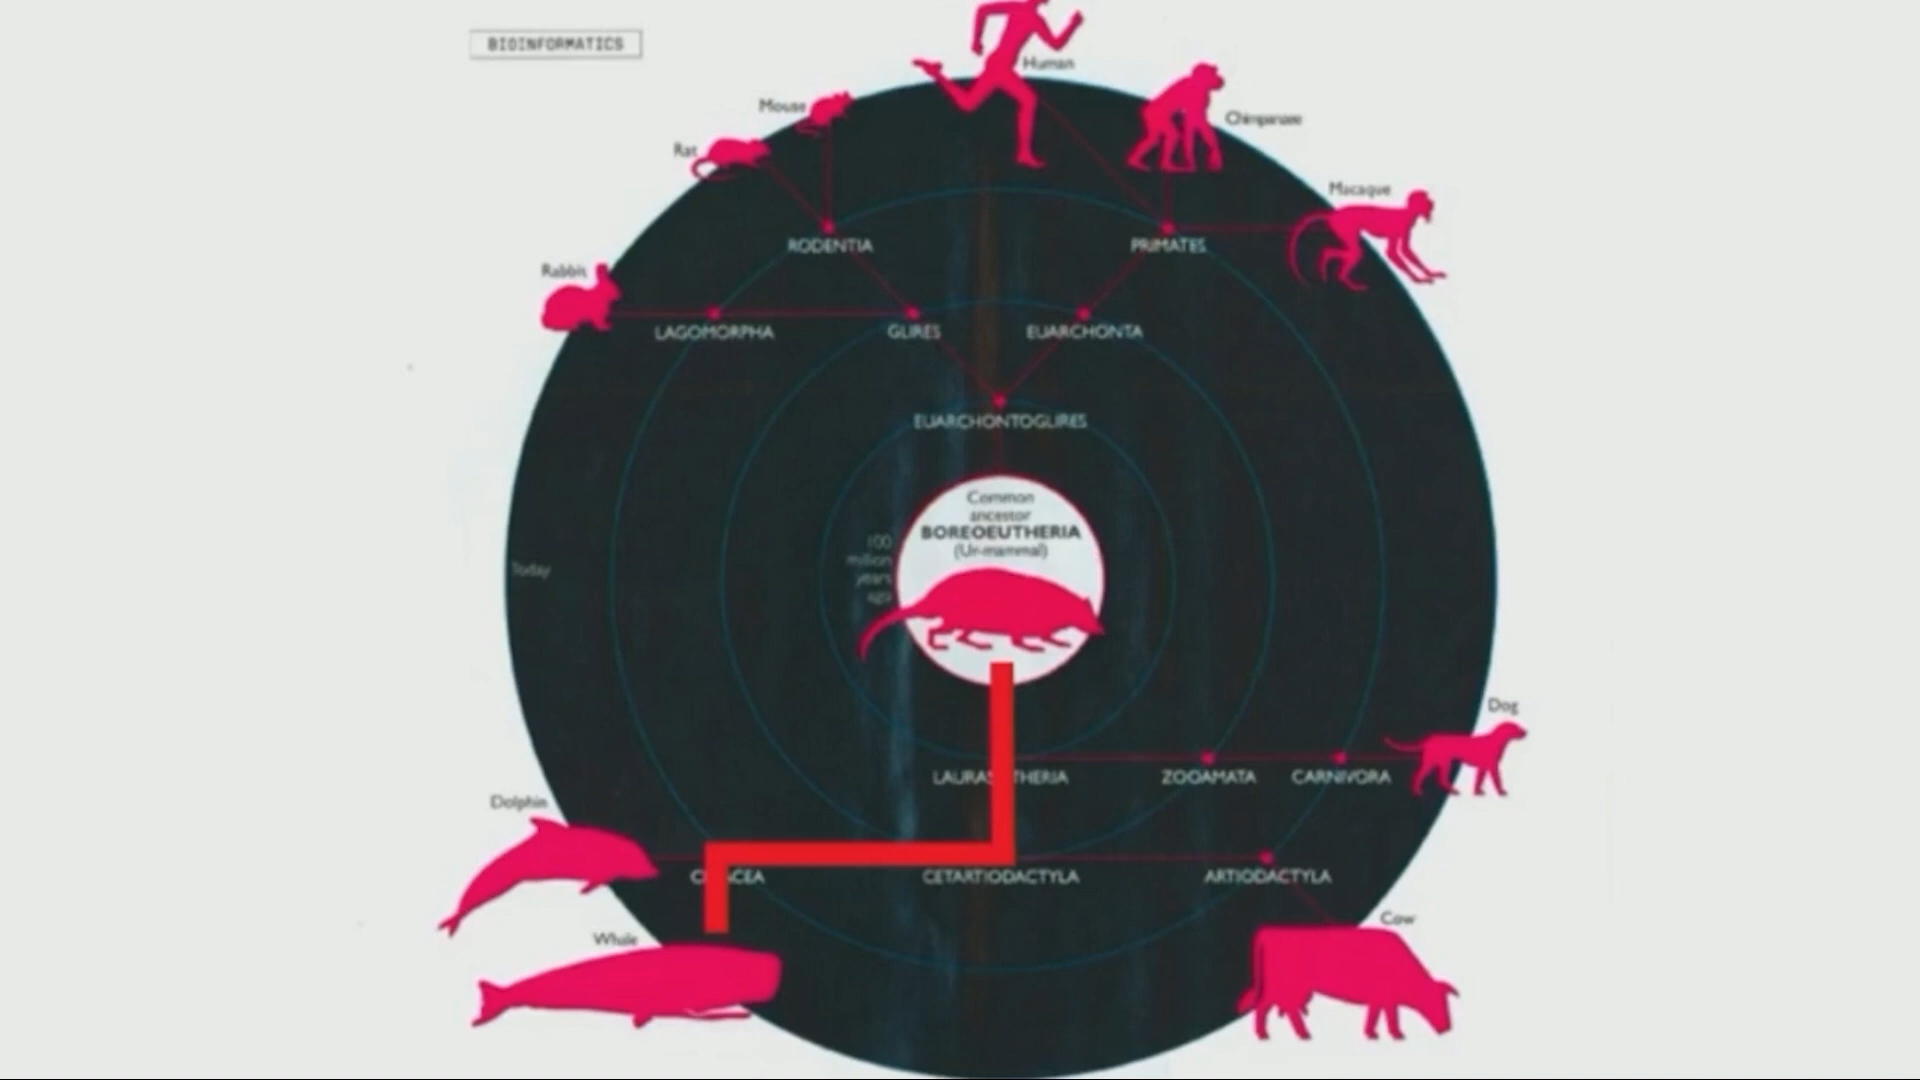 BIOINFORMATICS
Human
Mouse
Chimpanzee
Rat
Macaque
RODENTIA
PRIMATES
Rabbit
LAGOMORPHA
GLIRES
EUARCHONTA
EUARCHONTOGLIRES
Common
ancestor
BOREOEUTHERIA
(Ur-mammal)
100
million
years
ago
Today
Dog
ZOOAMATA
CARNIVORA
Dolphin
CETARTIODACTYLA
ARTIODACTYLA
Cow
Whale